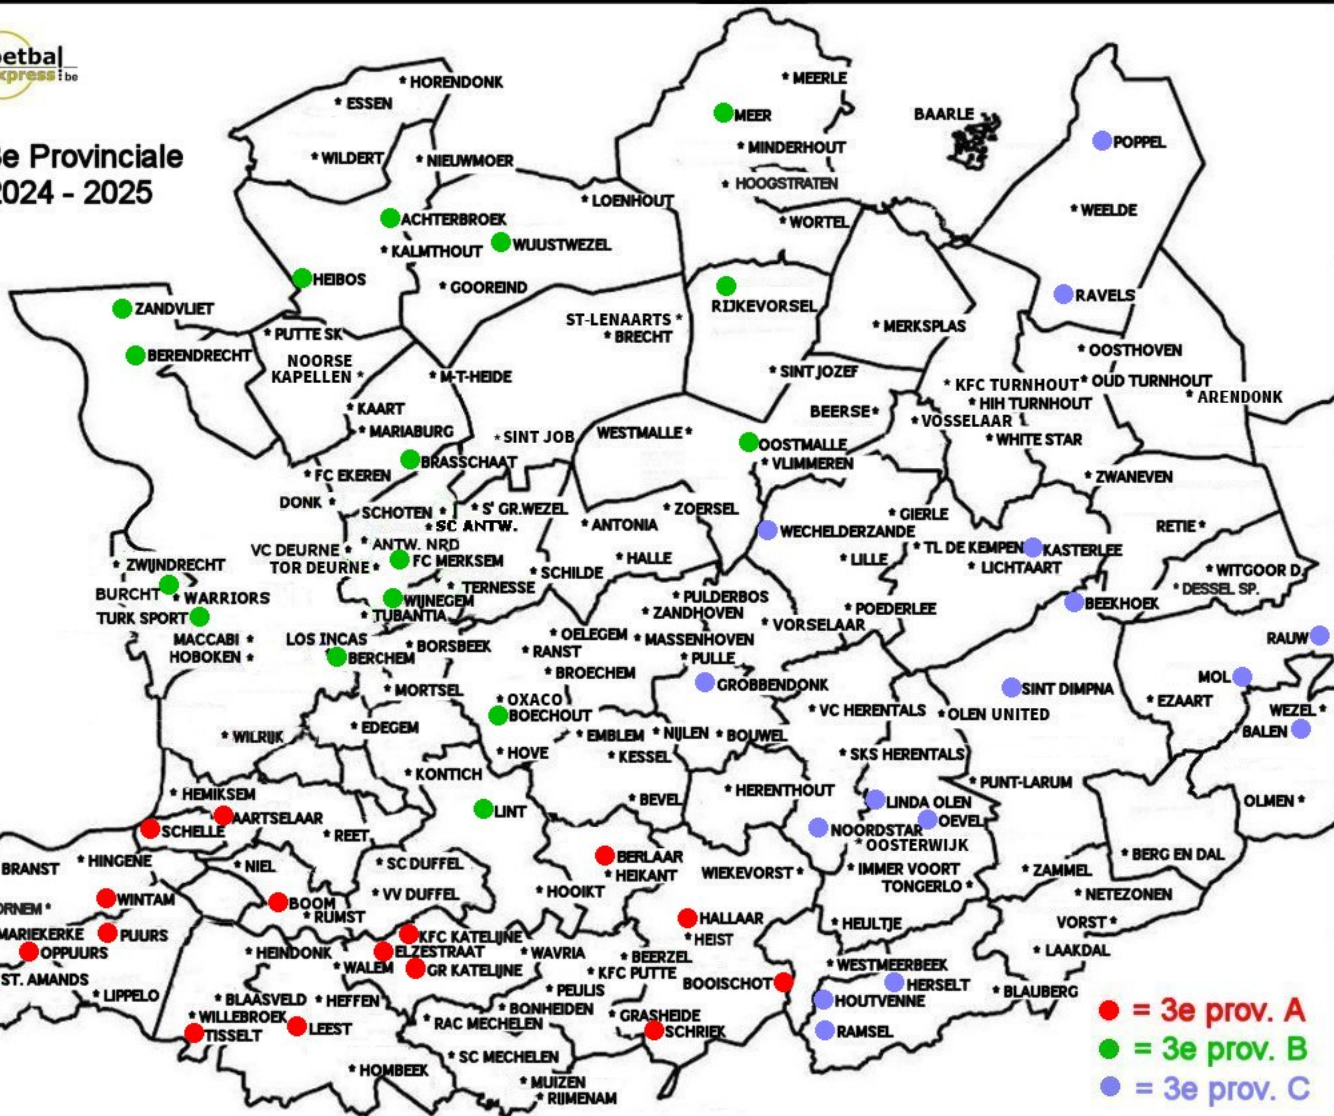 etbal
xpress:be
e Provinciale
2024 - 2025
* HORENDONK
* ESSEN
* MEERLE
MEER
BAARLE
POPPEL
* WILDERT
* NIEUWMOER
* MINDERHOUT
* HOOGSTRATEN
* LOENHOUT
* WEELDE
ACHTERBROEK
* WORTEL
* KALMTHOUT
WUUSTWEZEL
HEIBOS
* GOOREIND
RAVELS
ZANDVLIET
RIJKEVORSEL
ST-LENAARTS *
* MERKSPLAS
* PUTTE SK
* BRECHT
BERENDRECHT
NOORSE
KAPELLEN *
* OOSTHOVEN
* M-T-HEIDE
* SINT JOZEF
* KFC TURNHOUT
* OUD TURNHOUT
* ARENDONK
* KAART
BEERSE *
* HIH TURNHOUT
* MARIABURG
* SINT JOB
WESTMALLE *
* VOSSELAAR
* WHITE STAR
OOSTMALLE
BRASSCHAAT
* VLIMMEREN
* FC EKEREN
* ZWANEVEN
DONK *
SCHOTEN *
* S' GR.WEZEL
* ZOERSEL
* GIERLE
* SC ANTW.
* ANTONIA
WECHELDERZANDE
RETIE *
VC DEURNE *
* ANTW. NRD
* TL DE KEMPEN
KASTERLEE
TOR DEURNE *
FC MERKSEM
* HALLE
* LILLE
* LICHTAART
* ZWIJNDRECHT
* SCHILDE
* WITGOOR D.
* TERNESSE
* DESSEL SP.
BURCHT
* WARRIORS
WIJNEGEM
* PULDERBOS
BEEKHOEK
TURK SPORT
* TUBANTIA
* ZANDHOVEN
* POEDERLEE
* VORSELAAR
MACCABI *
LOS INCAS
* OELEGEM
* MASSENHOVEN
RAUW
HOBOKEN *
BERCHEM
* BORSBEEK
* RANST
* PULLE
* BROECHEM
MOL
* MORTSEL
GROBBENDONK
SINT DIMPNA
* OXACO
* EZAART
BOECHOUT
* VC HERENTALS
* OLEN UNITED
WEZEL *
* EDEGEM
* WILRIJK
* EMBLEM
* NIJLEN
* BOUWEL
BALEN
* HOVE
* KESSEL
* SKS HERENTALS
* KONTICH
* PUNT-LARUM
* HEMIKSEM
* HERENTHOUT
* BEVEL
LINDA OLEN
OLMEN *
LINT
AARTSELAAR
OEVEL
SCHELLE
* REET
NOORDSTAR
* OOSTERWIJK
BRANST
* HINGENE
* NIEL
* SC DUFFEL
BERLAAR
* BERG EN DAL
* HEIKANT
WIEKEVORST *
* IMMER VOORT
* ZAMMEL
* VV DUFFEL
* HOOIKT
TONGERLO *
* NETEZONEN
WINTAM
BOOM
ORNEM *
* RUMST
HALLAAR
* HEULTJE
VORST *
MARIEKERKE
PUURS
KFC KATELIJNE
* HEIST
OPPUURS
* HEINDONK
ELZESTRAAT
* WAVRIA
* BEERZEL
* LAAKDAL
* WALEM
GR KATELIJNE
* KFC PUTTE
* WESTMEERBEEK
ST. AMANDS
BOOISCHOT
HERSELT
* LIPPELO
* BLAASVELD
* HEFFEN
* PEULIS
HOUTVENNE
* BLAUBERG
* WILLEBROEK
* BONHEIDEN
* GRASHEIDE
= 3e prov. A
TISSELT
LEEST
* RAC MECHELEN
SCHRIEK
RAMSEL
= 3e prov. B
* SC MECHELEN
* HOMBEEK
* MUIZEN
= 3e prov. C
* RIJMENAM